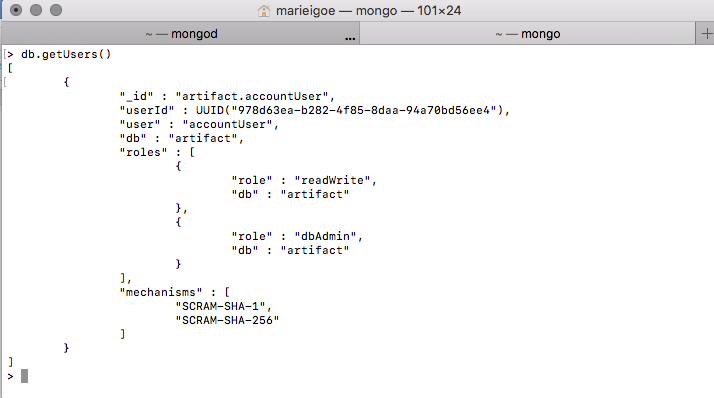 marieigoe — mongo — 101×24
~ — mongod ... ~ — mongo +
[> db.getUsers()
[
[ {
"_id" : "artifact.accountUser",
"userId" : UUID("978d63ea-b282-4f85-8daa-94a70bd56ee4"),
"user" : "accountUser",
"db" : "artifact",
"roles" : [
{
"role" : "readWrite",
"db" : "artifact"
},
{
"role" : "dbAdmin",
"db" : "artifact"
}
],
"mechanisms" : [
"SCRAM-SHA-1",
"SCRAM-SHA-256"
]
}
]
>